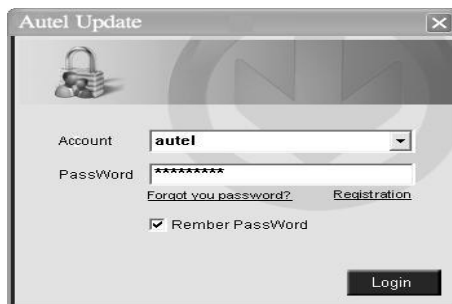 Autel Update
Account autel
PassWord *********
Forgot you password? Registration
Rember PassWord
Login